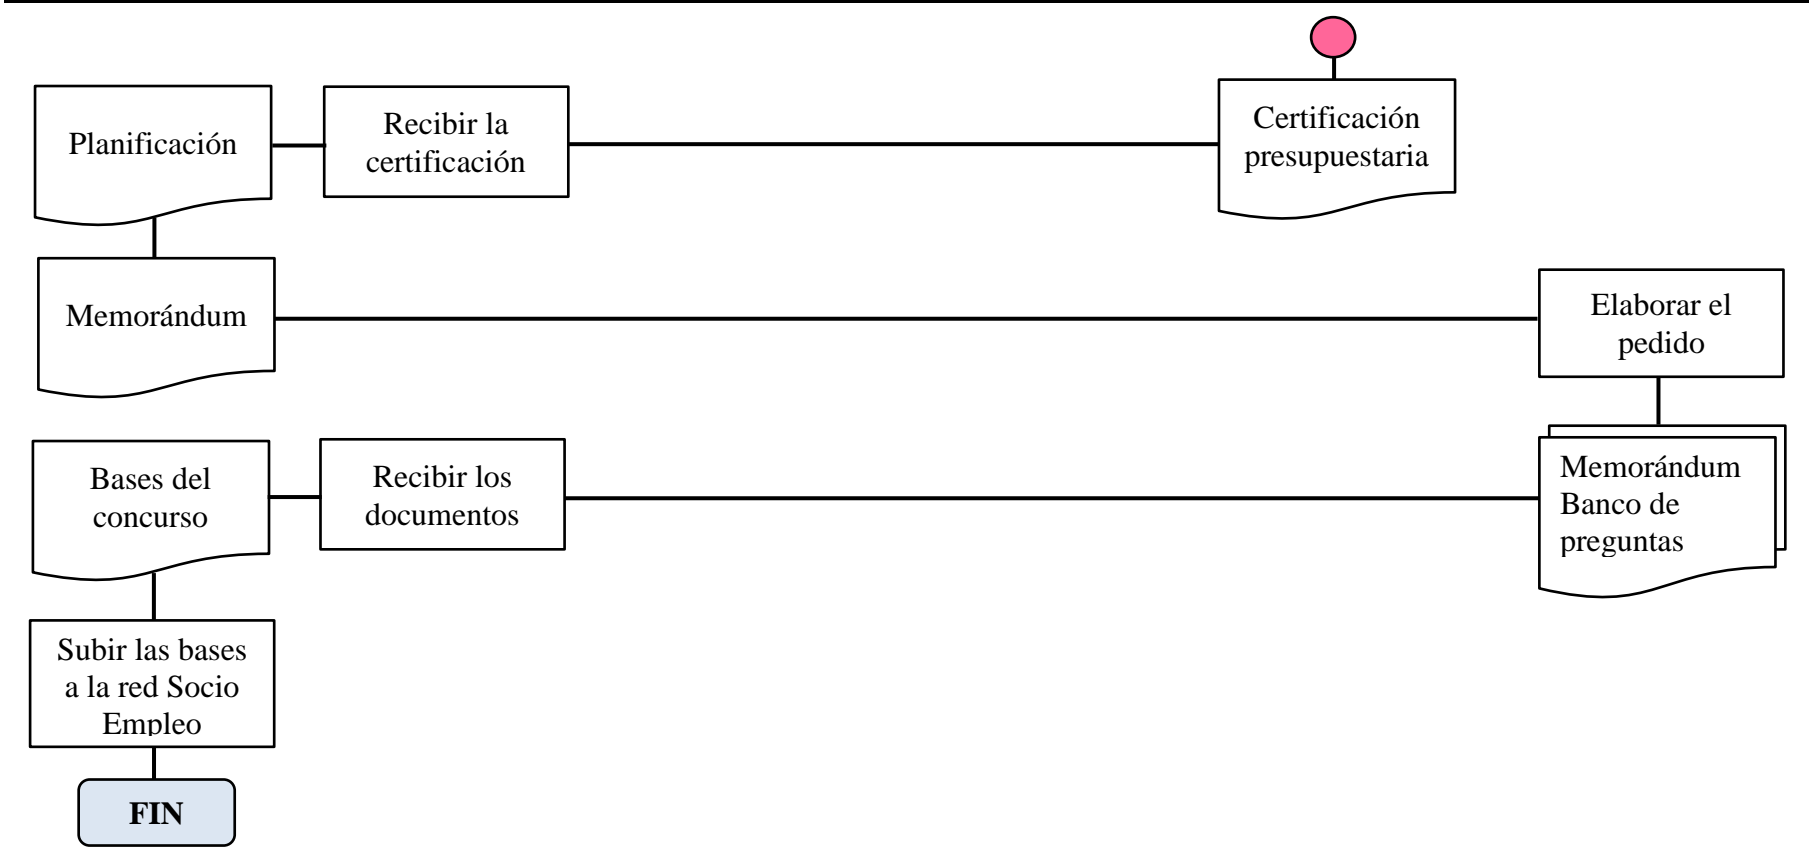 Planificación
Recibir la
certificación
Certificación
presupuestaria
Memorándum
Elaborar el
pedido
Bases del
concurso
Recibir los
documentos
Memorándum
Banco de
preguntas
Subir las bases
a la red Socio
Empleo
FIN